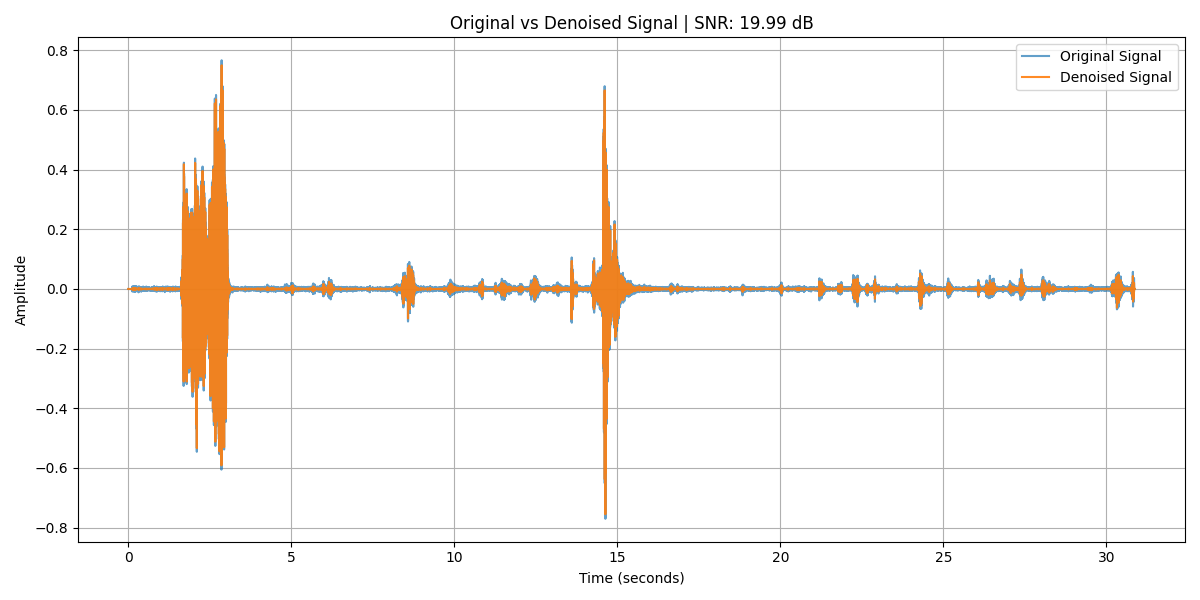 Original vs Denoised Signal | SNR: 19.99 dB
Original Signal
Denoised Signal
Amplitude
0.8
0.6
0.4
0.2
0.0
−0.2
−0.4
−0.6
−0.8
0 5 10 15 20 25 30
Time (seconds)